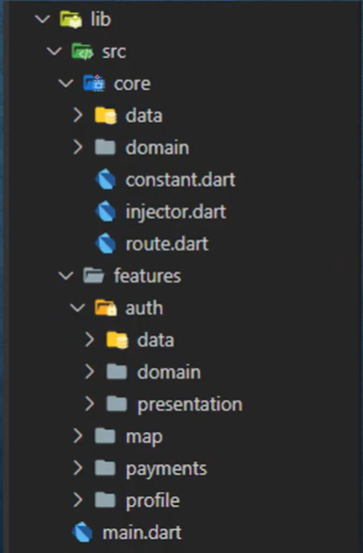 lib
src
core
data
domain
constant.dart
injector.dart
route.dart
features
auth
data
domain
presentation
map
payments
profile
main.dart